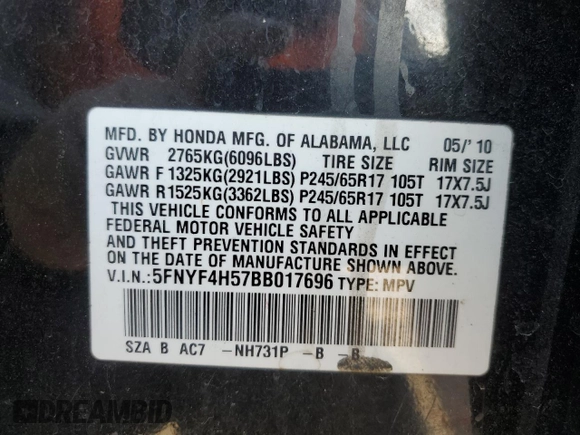 MFD. BY HONDA MFG. OF ALABAMA, LLC 05/' 10
GVWR 2765KG(6096LBS) TIRE SIZE RIM SIZE
GAWR F 1325KG(2921LBS) P245/65R17 105T 17X7.5J
GAWR R1525KG(3362LBS) P245/65R17 105T 17X7.5J
THIS VEHICLE CONFORMS TO ALL APPLICABLE
FEDERAL MOTOR VEHICLE SAFETY
AND THEFT PREVENTION STANDARDS IN EFFECT
ON THE DATE OF MANUFACTURE SHOWN ABOVE.
V.I.N.:5FNYF4H57BB017696 TYPE: MPV
SZA B AC7 –NH731P –B –B
DREAMBID